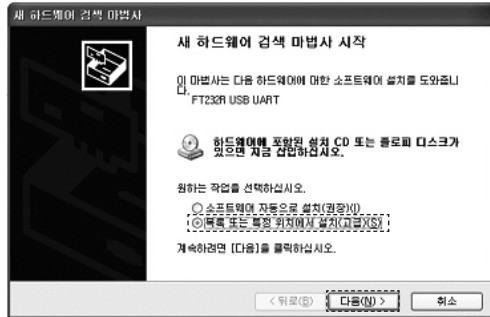 새 하드웨어 검색 마법사
새 하드웨어 검색 마법사 시작
이 마법사는 다음 하드웨어에 대한 소프트웨어 설치를 도와줍니
다.
FT232R USB UART
하드웨어에 포함된 설치 CD 또는 플로피 디스크가
있으면 지금 삽입하십시오.
원하는 작업을 선택하십시오.
소프트웨어 자동으로 설치(권장)(I)
목록 또는 특정 위치에서 설치(고급)(S)
계속하려면 [다음]을 클릭하십시오.
< 뒤로(B) 다음(N) > 취소